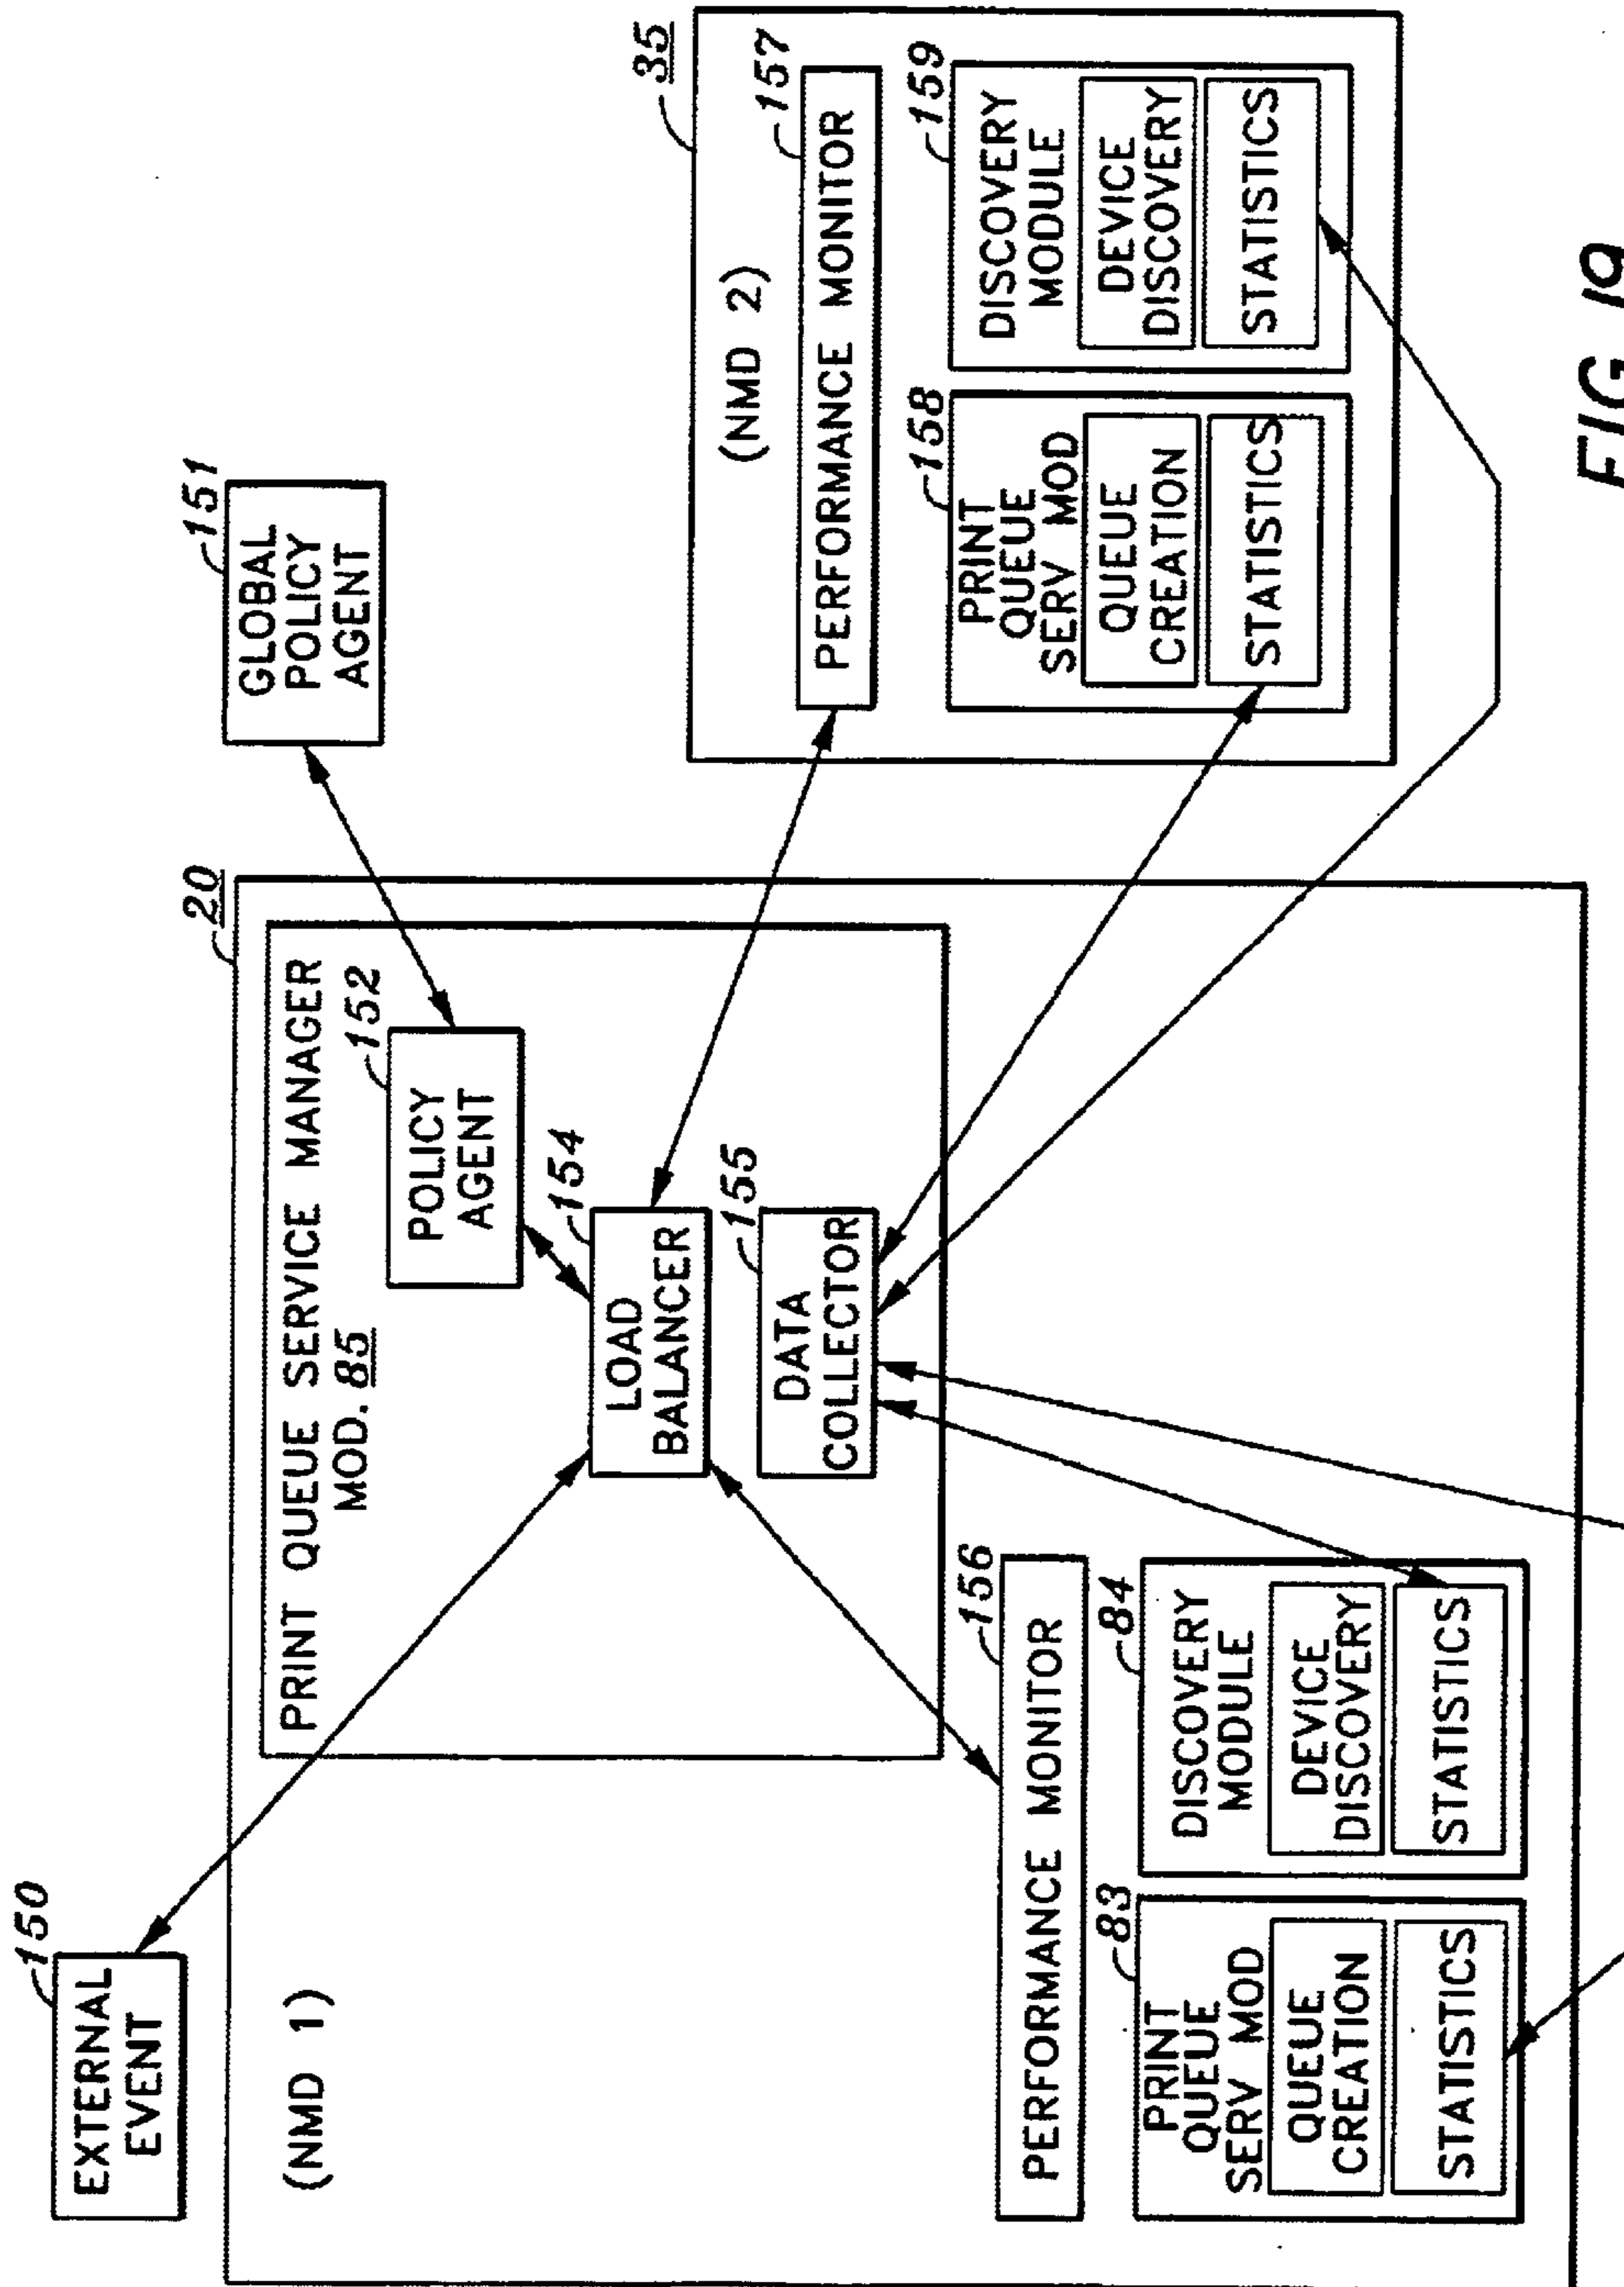 150
EXTERNAL
EVENT
151
GLOBAL
POLICY
AGENT
20
(NMD 1)
PRINT QUEUE SERVICE MANAGER
MOD. 85
152
POLICY
AGENT
154
LOAD
BALANCER
155
DATA
COLLECTOR
156
PERFORMANCE MONITOR
83
PRINT
QUEUE
SERV MOD
QUEUE
CREATION
STATISTICS
84
DISCOVERY
MODULE
DEVICE
DISCOVERY
STATISTICS
35
(NMD 2)
157
PERFORMANCE MONITOR
158
PRINT
QUEUE
SERV MOD
QUEUE
CREATION
STATISTICS
159
DISCOVERY
MODULE
DEVICE
DISCOVERY
STATISTICS
FIG. 19